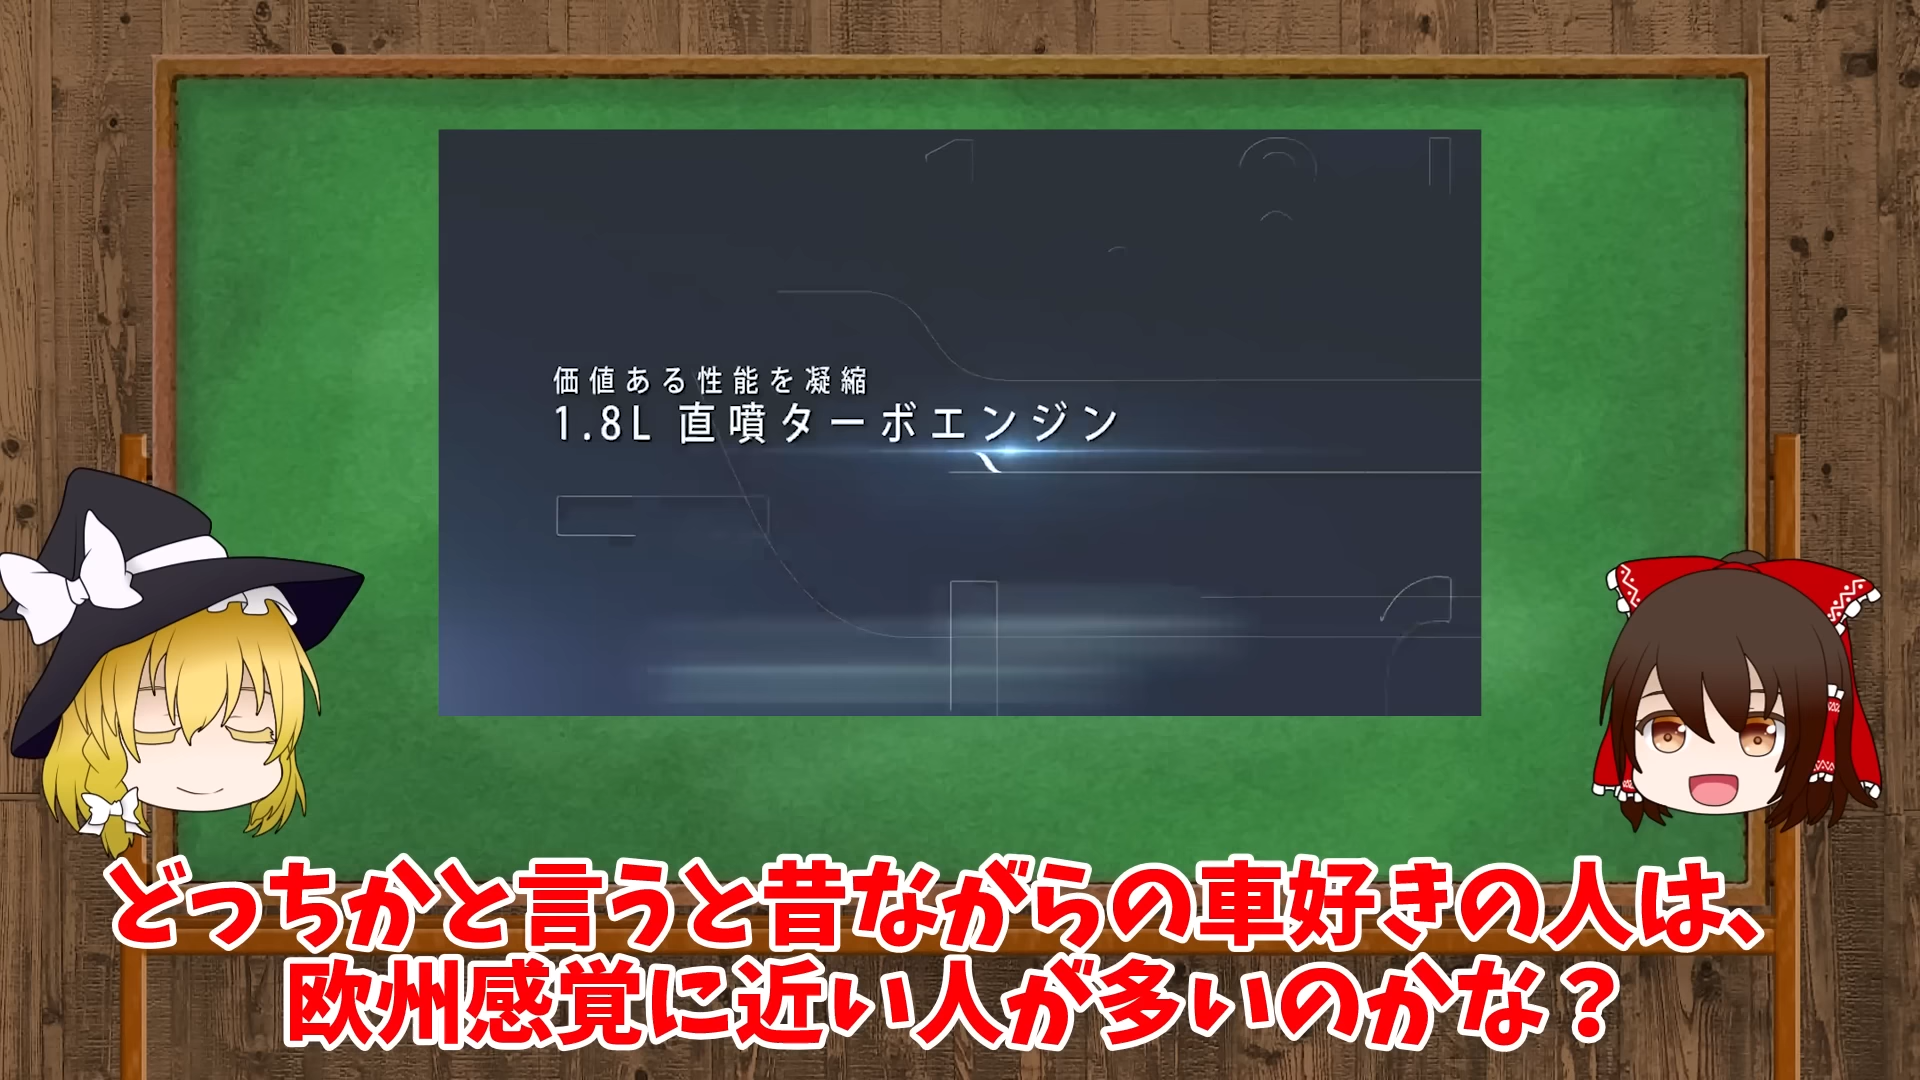 価値ある性能を凝縮
1.8L 直噴ターボエンジン
どっちかと言うと昔ながらの車好きの人は、
欧州感覚に近い人が多いのかな？